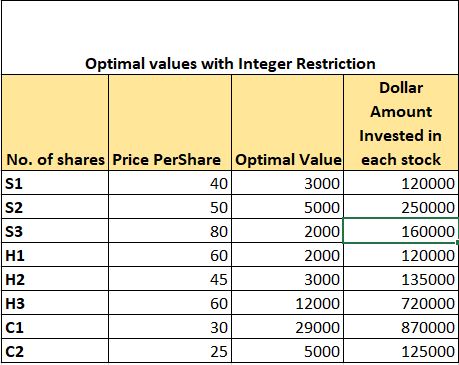 Optimal values with Integer Restriction
No. of shares Price PerShare Optimal Value Dollar Amount Invested in each stock
S1 40 3000 120000
S2 50 5000 250000
S3 80 2000 160000
H1 60 2000 120000
H2 45 3000 135000
H3 60 12000 720000
C1 30 29000 870000
C2 25 5000 125000